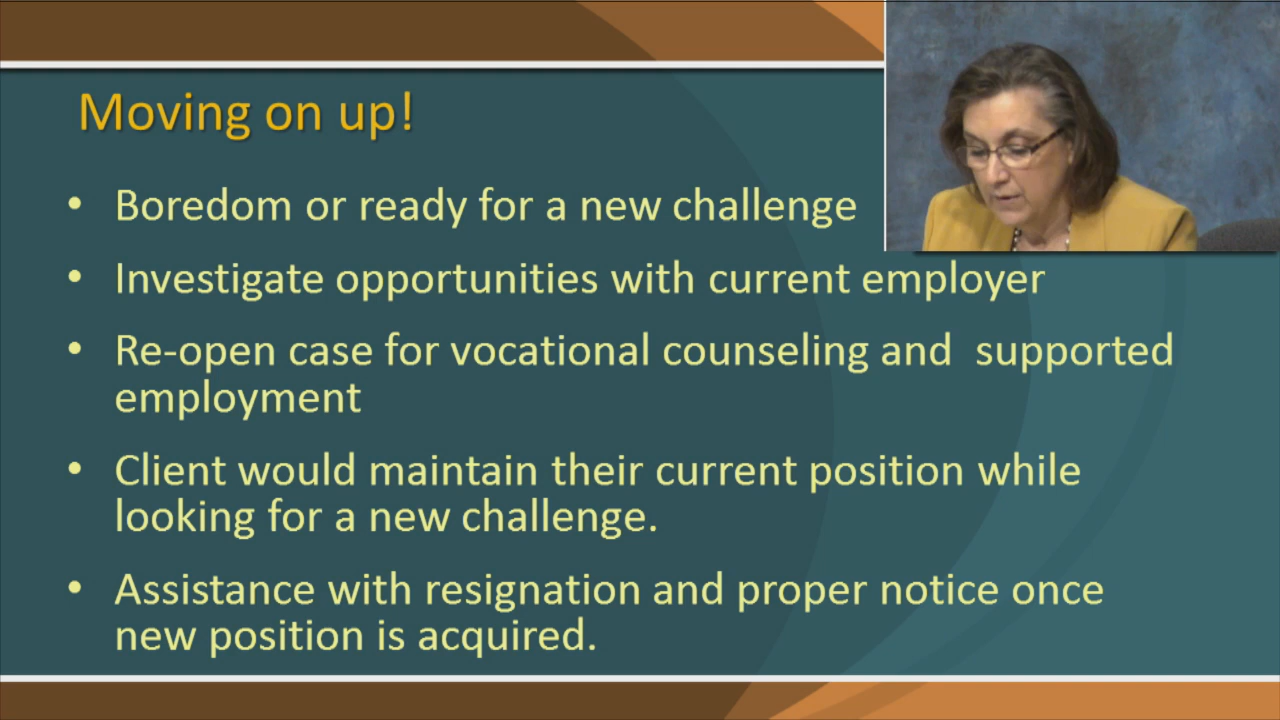 Moving on up!
• Boredom or ready for a new challenge
• Investigate opportunities with current employer
• Re-open case for vocational counseling and  supported
employment
• Client would maintain their current position while
looking for a new challenge.
• Assistance with resignation and proper notice once
new position is acquired.